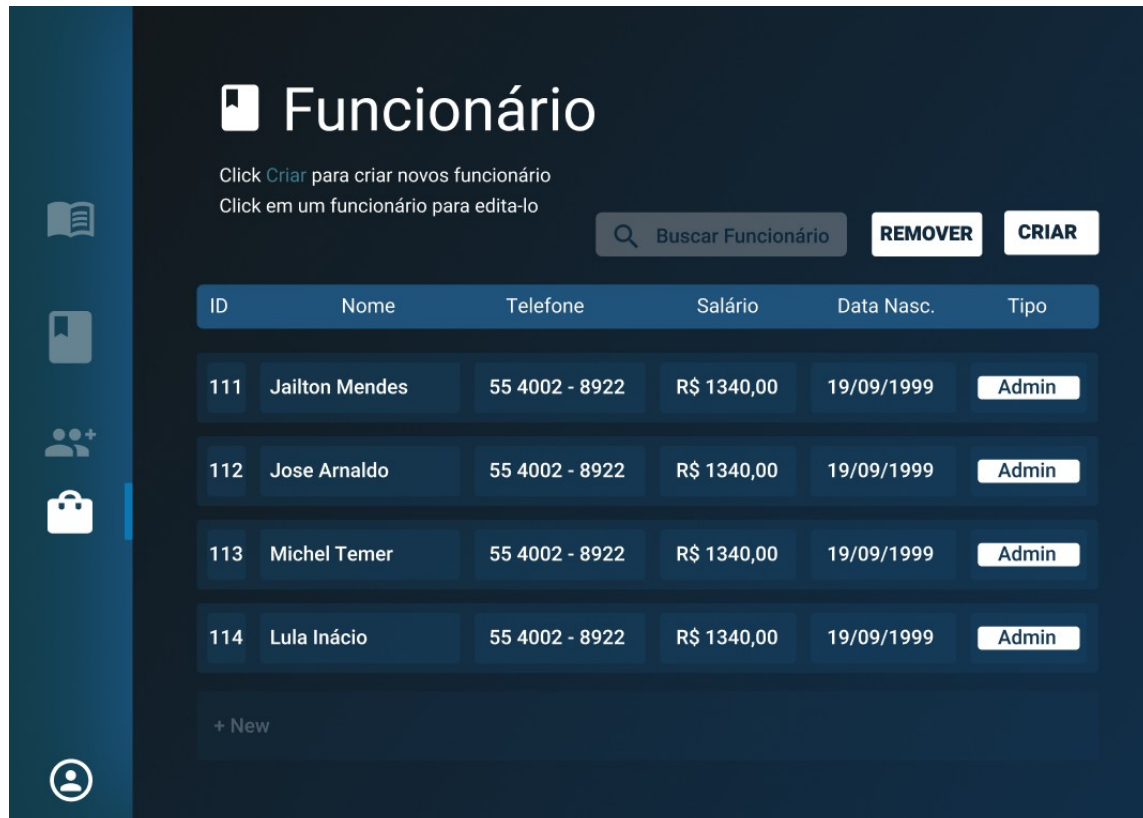 Funcionário
Click Criar para criar novos funcionário
Click em um funcionário para edita-lo
Buscar Funcionário REMOVER CRIAR
ID Nome Telefone Salário Data Nasc. Tipo
111 Jailton Mendes 55 4002 - 8922 R$ 1340,00 19/09/1999 Admin
112 Jose Arnaldo 55 4002 - 8922 R$ 1340,00 19/09/1999 Admin
113 Michel Temer 55 4002 - 8922 R$ 1340,00 19/09/1999 Admin
114 Lula Inácio 55 4002 - 8922 R$ 1340,00 19/09/1999 Admin
+ New